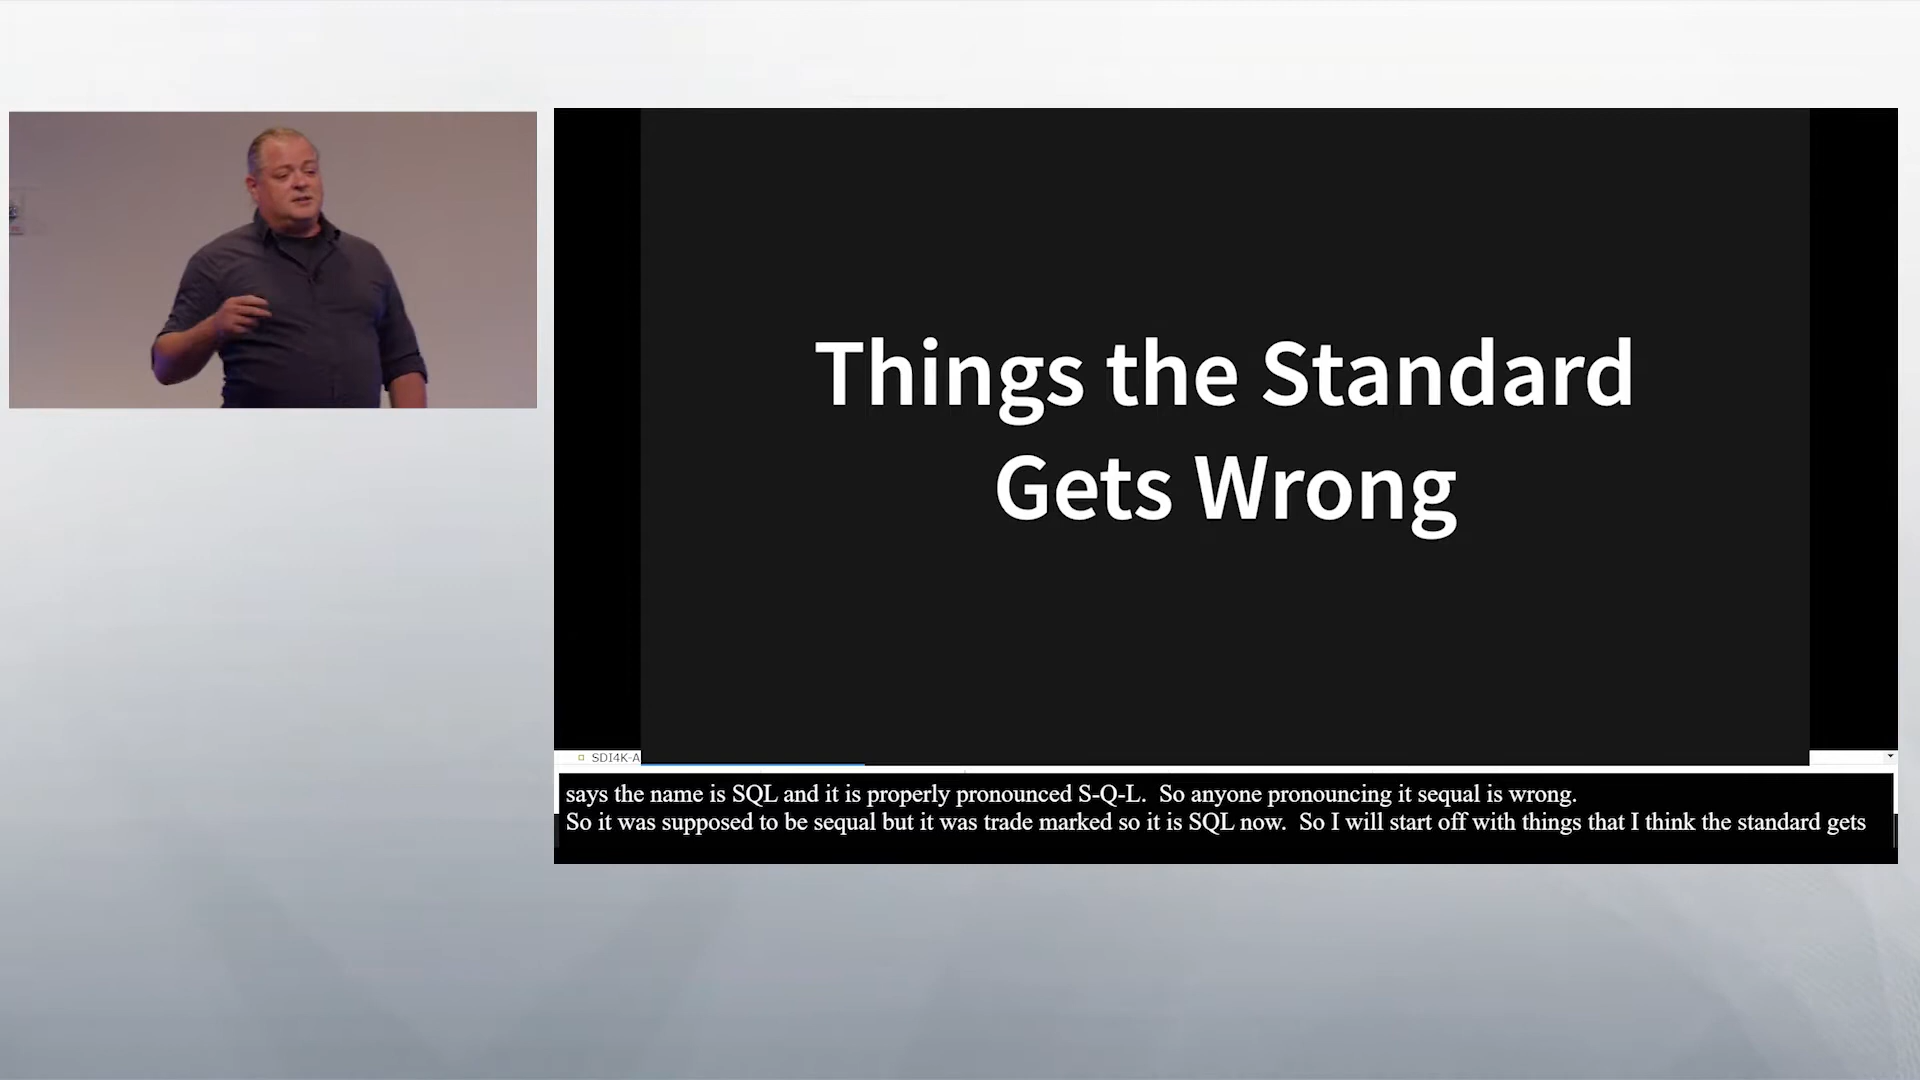 Things the Standard
Gets Wrong
SDI4K-A
says the name is SQL and it is properly pronounced S-Q-L.  So anyone pronouncing it sequal is wrong.
So it was supposed to be sequal but it was trade marked so it is SQL now.  So I will start off with things that I think the standard gets